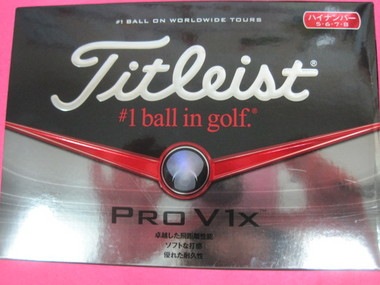 #1 BALL ON WORLDWIDE TOURS
ハイナンバー
5・6・7・8
Titleist®
#1 ball in golf.®
PRO V1x
卓越した飛距離性能
ソフトな打感
優れた耐久性